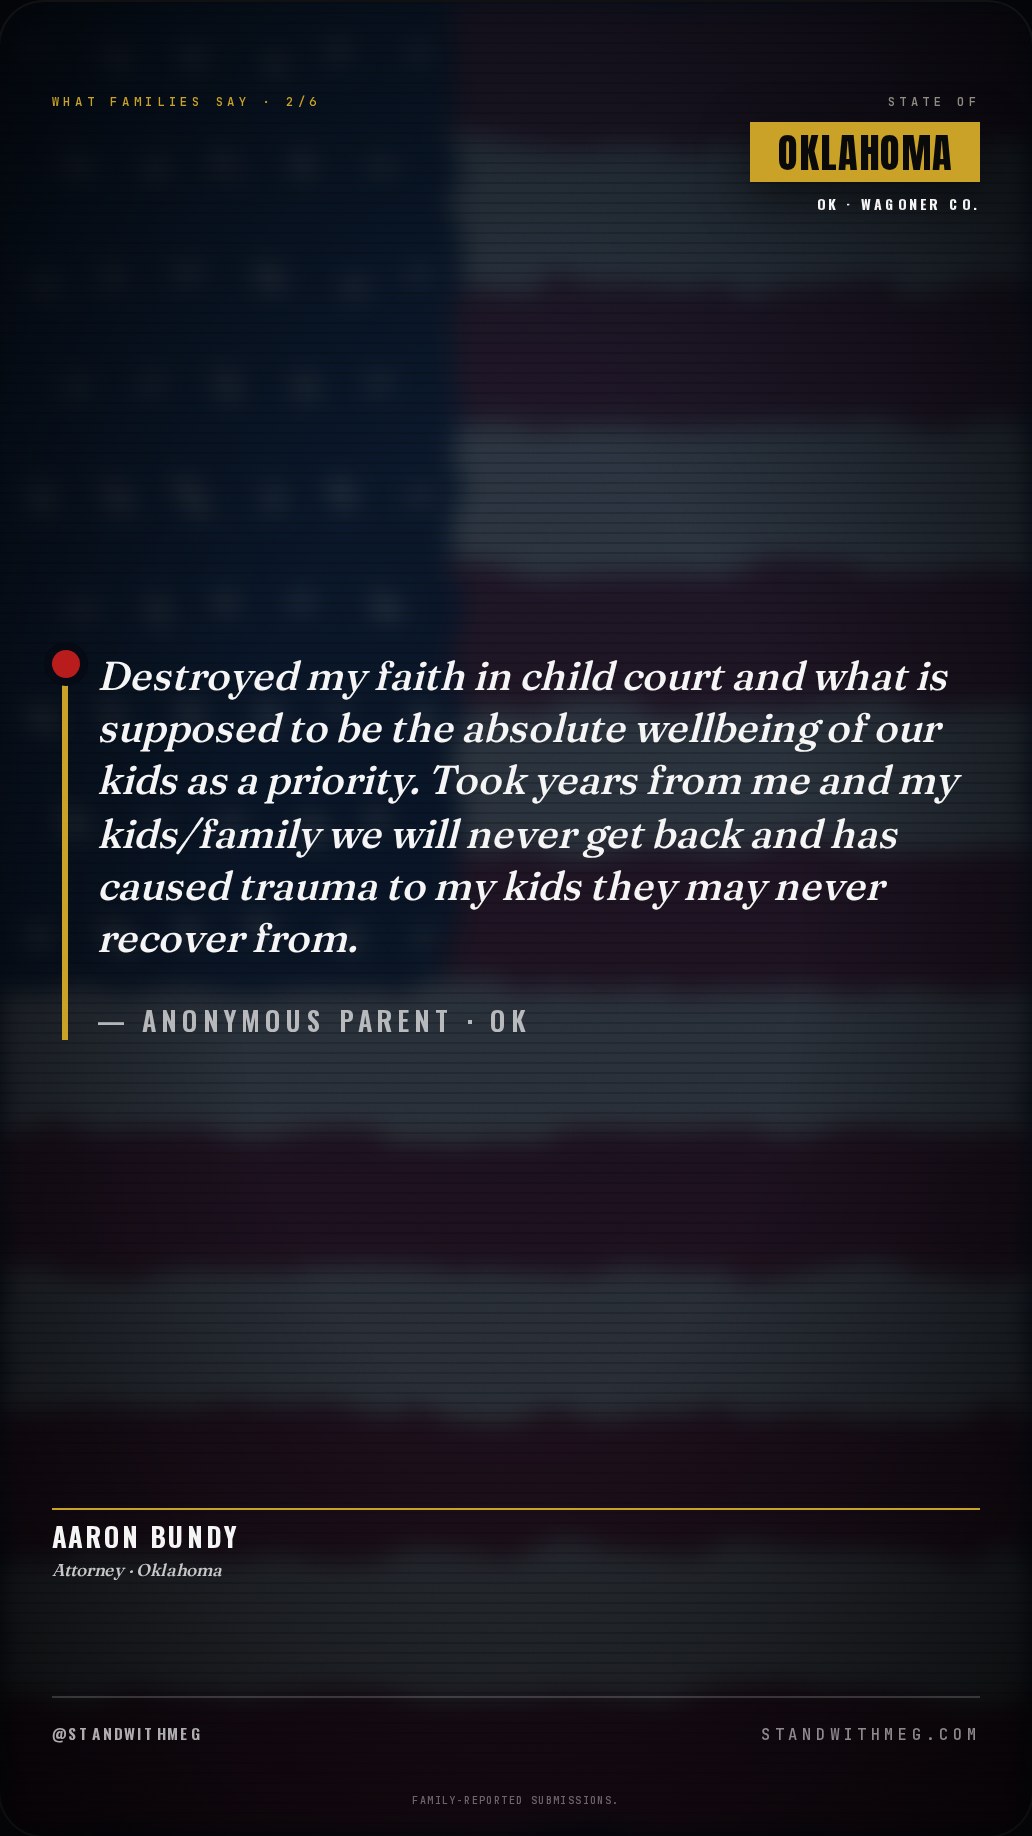 WHAT FAMILIES SAY · 2/6
STATE OF
OKLAHOMA
OK · WAGONER CO.
Destroyed my faith in child court and what is
supposed to be the absolute wellbeing of our
kids as a priority. Took years from me and my
kids/family we will never get back and has
caused trauma to my kids they may never
recover from.
— ANONYMOUS PARENT · OK
AARON BUNDY
Attorney · Oklahoma
@STANDWITHMEG
STANDWITHMEG.COM
FAMILY-REPORTED SUBMISSIONS.